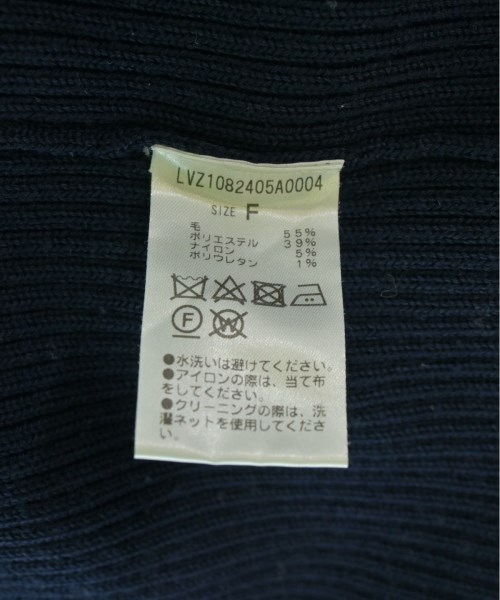 LVZ1082405A0004
SIZE F
毛 55%
ポリエステル 39%
ナイロン 5%
ポリウレタン 1%
F W
●水洗いは避けてください。
●アイロンの際は、当て布
をしてください。
●クリーニングの際は、洗
濯ネットを使用してくださ
い。